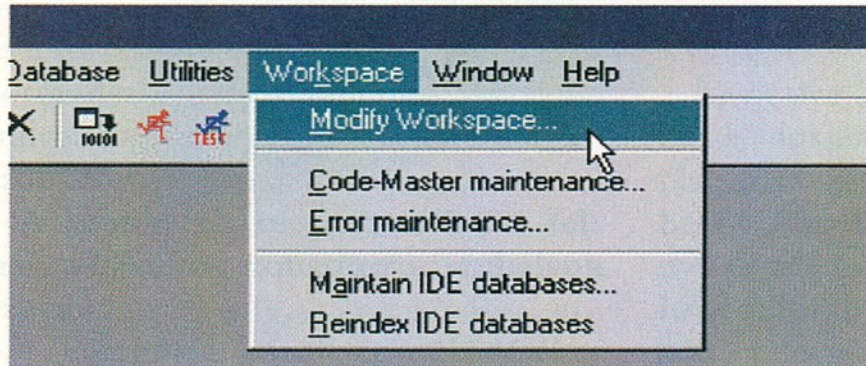 Database Utilities Workspace Window Help
10101 TEST
Modify Workspace...
Code-Master maintenance...
Error maintenance...
Maintain IDE databases...
Reindex IDE databases